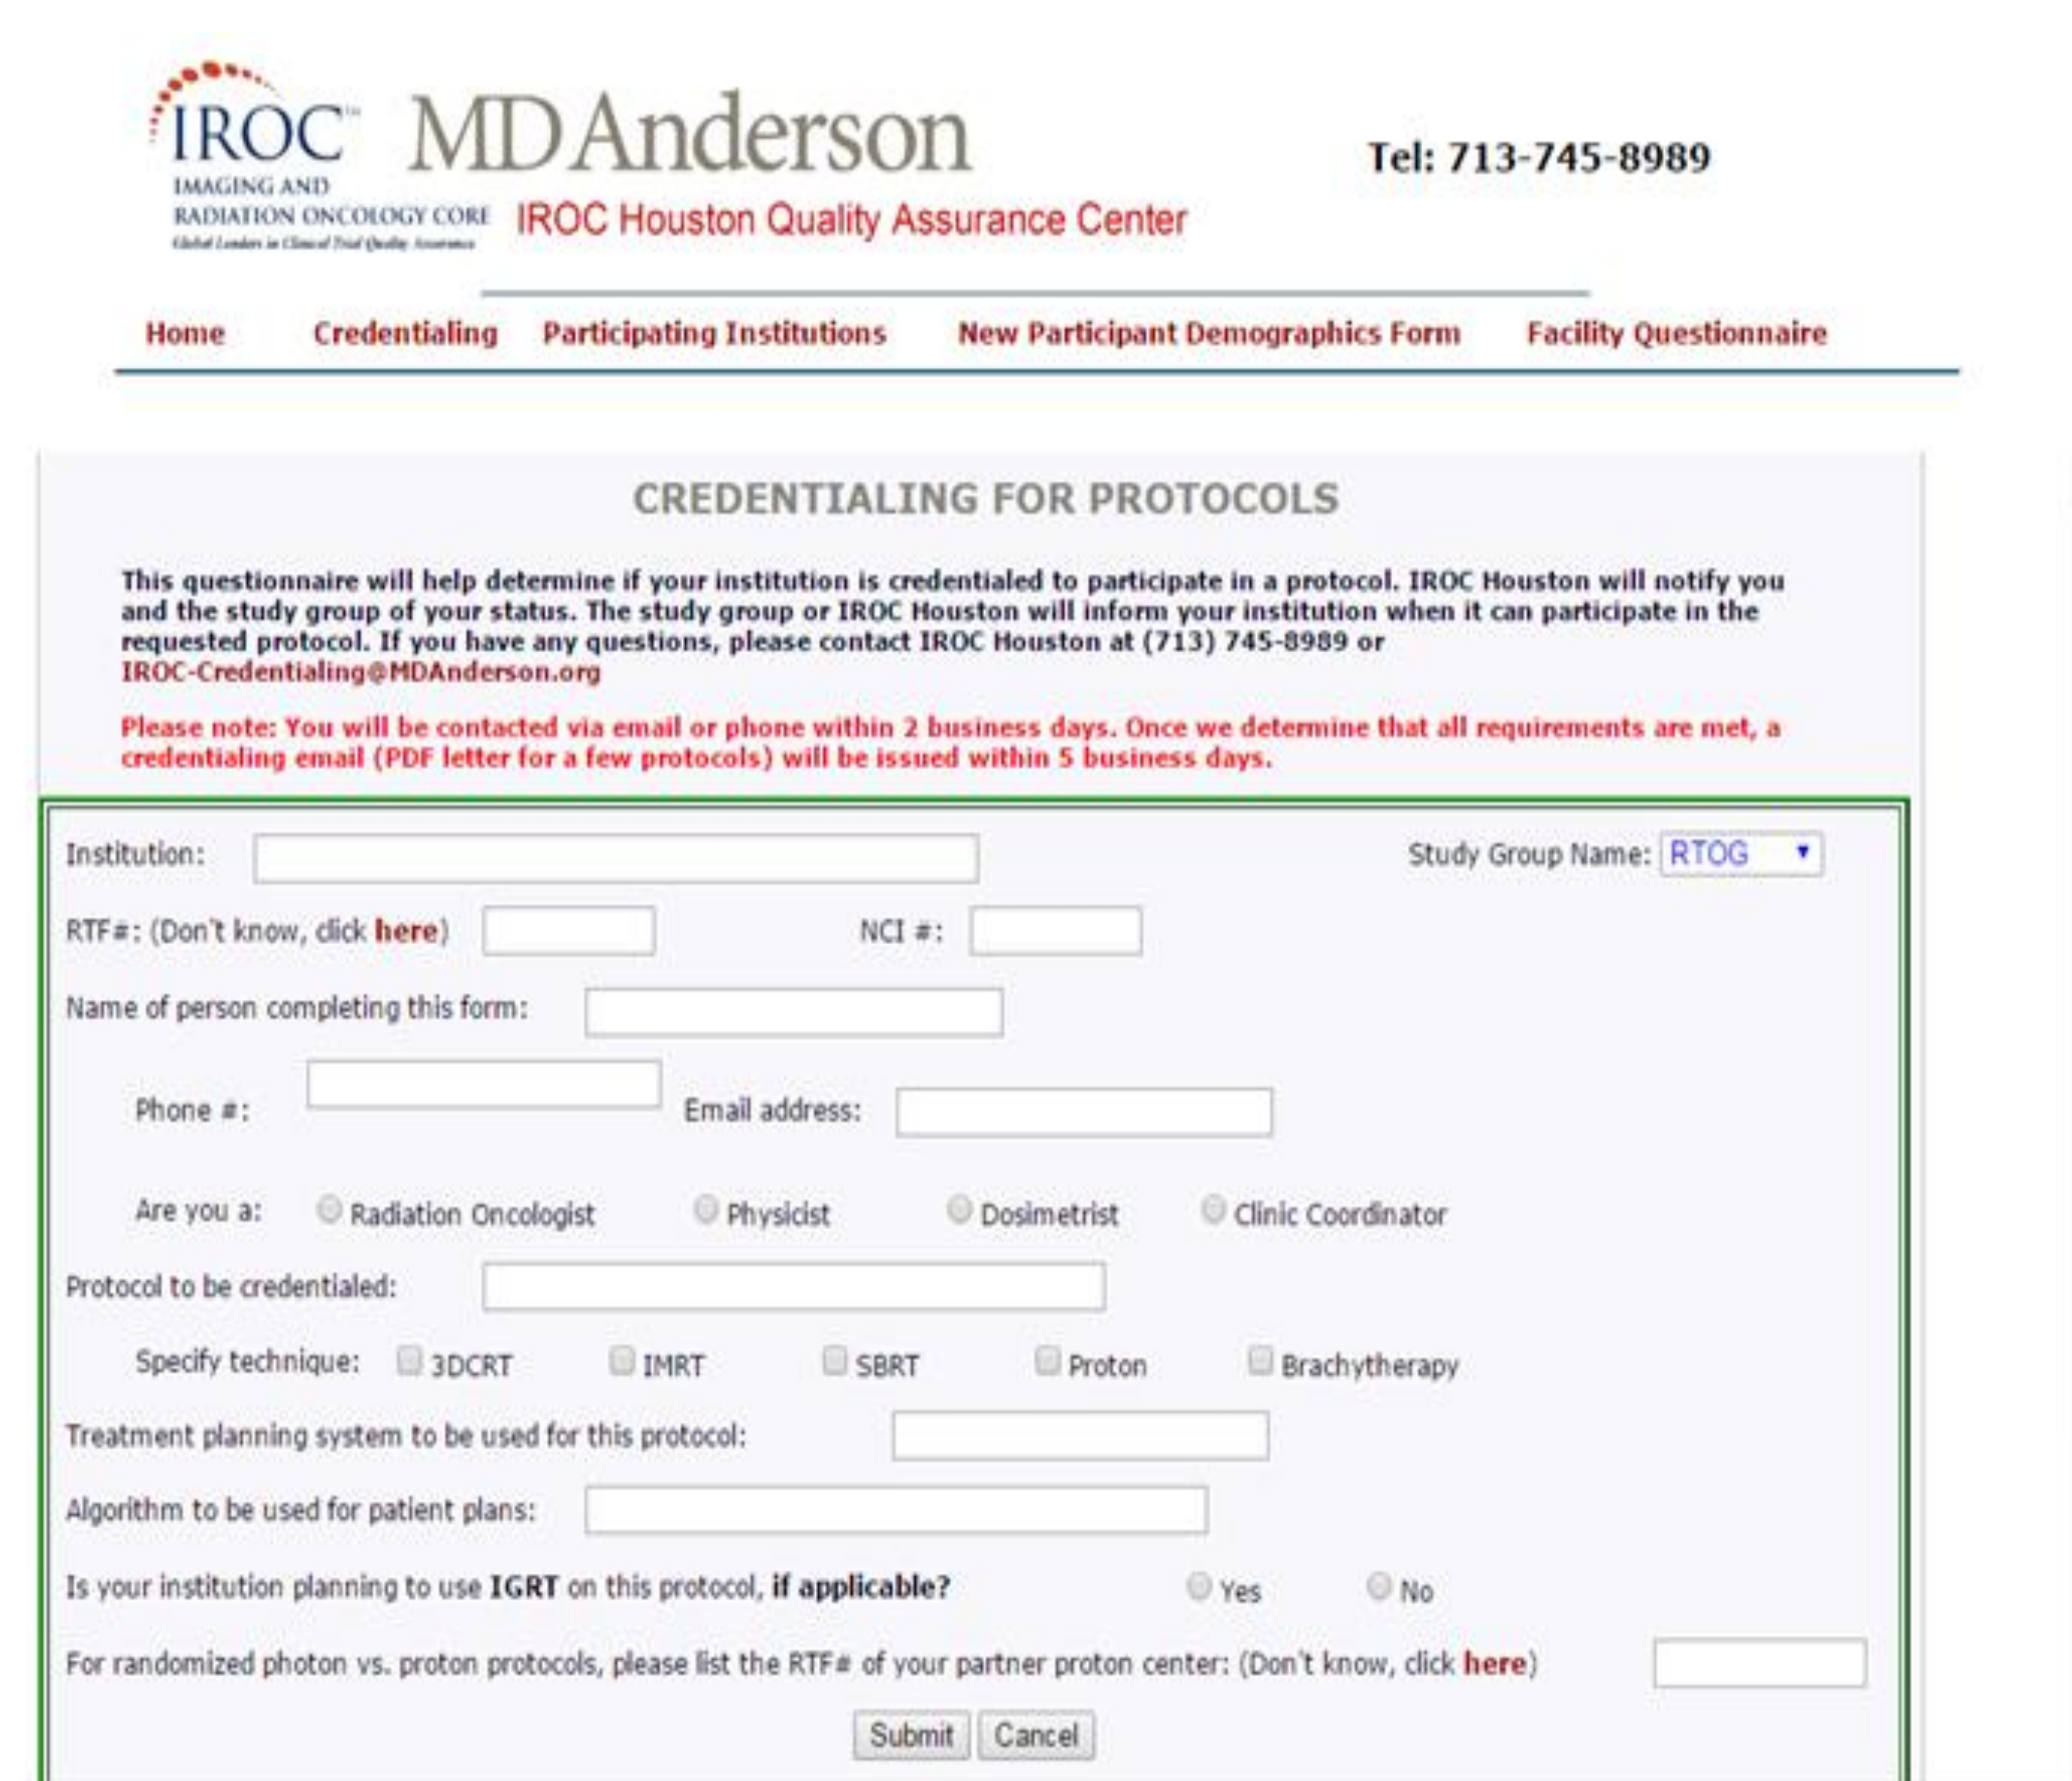 IROC™ MD Anderson
Tel: 713-745-8989
IMAGING AND
RADIATION ONCOLOGY CORE
Global Leaders in Clinical Trial Quality Assurance
IROC Houston Quality Assurance Center
Home Credentialing Participating Institutions New Participant Demographics Form Facility Questionnaire
CREDENTIALING FOR PROTOCOLS
This questionnaire will help determine if your institution is credentialed to participate in a protocol. IROC Houston will notify you
and the study group of your status. The study group or IROC Houston will inform your institution when it can participate in the
requested protocol. If you have any questions, please contact IROC Houston at (713) 745-8989 or
IROC-Credentialing@MDAnderson.org
Please note: You will be contacted via email or phone within 2 business days. Once we determine that all requirements are met, a
credentialing email (PDF letter for a few protocols) will be issued within 5 business days.
Institution: Study Group Name: RTOG
RTF#: (Don't know, click here) NCI #:
Name of person completing this form:
Phone #: Email address:
Are you a: Radiation Oncologist Physicist Dosimetrist Clinic Coordinator
Protocol to be credentialed:
Specify technique: 3DCRT IMRT SBRT Proton Brachytherapy
Treatment planning system to be used for this protocol:
Algorithm to be used for patient plans:
Is your institution planning to use IGRT on this protocol, if applicable? Yes No
For randomized photon vs. proton protocols, please list the RTF# of your partner proton center: (Don't know, click here)
Submit Cancel